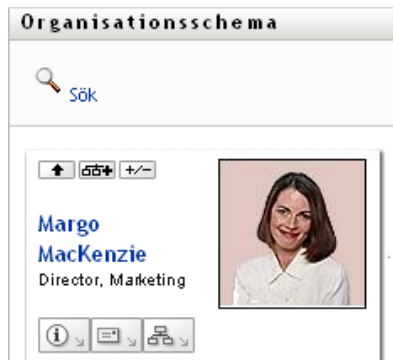 Organisationsschema
Sök
+/-
Margo
MacKenzie
Director, Marketing